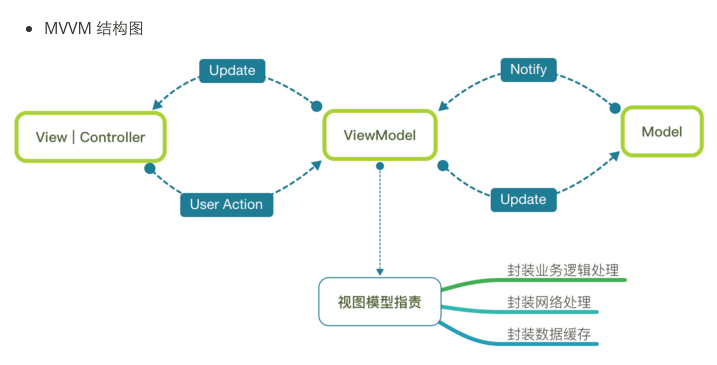 MVVM 结构图
Update
Notify
View | Controller
ViewModel
Model
User Action
Update
封装业务逻辑处理
视图模型指责
封装网络处理
封装数据缓存